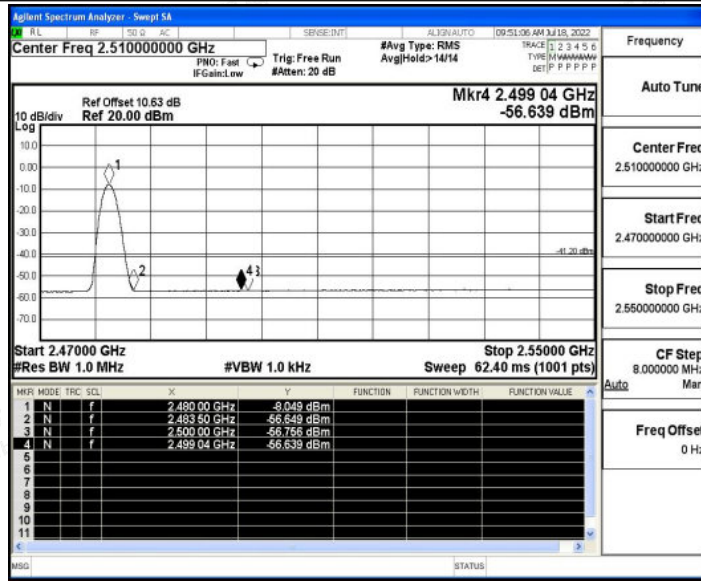 Agilent Spectrum Analyzer - Swept SA
RL RF 50 Ω AC SENSE:INT ALIGNAUTO 09:51:06 AM Jul 18, 2022
Center Freq 2.510000000 GHz
PNO: Fast
IFGain:Low
Trig: Free Run
#Atten: 20 dB
#Avg Type: RMS
Avg|Hold:>14/14
TRACE 1 2 3 4 5 6
TYPE M
DET P P P P P P
Ref Offset 10.63 dB
10 dB/div Ref 20.00 dBm
Log
Mkr4 2.499 04 GHz
-56.639 dBm
10.0
0.00
-10.0
-20.0
-30.0
-40.0
-50.0
-60.0
-70.0
1
2
4
3
-41.20 dBm
Start 2.47000 GHz Stop 2.55000 GHz
#Res BW 1.0 MHz #VBW 1.0 kHz Sweep 62.40 ms (1001 pts)
MKR MODE TRC SCL X Y FUNCTION FUNCTION WIDTH FUNCTION VALUE
1 N f 2.480 00 GHz -8.049 dBm
2 N f 2.483 50 GHz -56.649 dBm
3 N f 2.500 00 GHz -56.756 dBm
4 N f 2.499 04 GHz -56.639 dBm
5
6
7
8
9
10
11
MSG STATUS
Frequency
Auto Tune
Center Freq
2.510000000 GHz
Start Freq
2.470000000 GHz
Stop Freq
2.550000000 GHz
CF Step
8.000000 MHz
Auto Man
Freq Offset
0 Hz